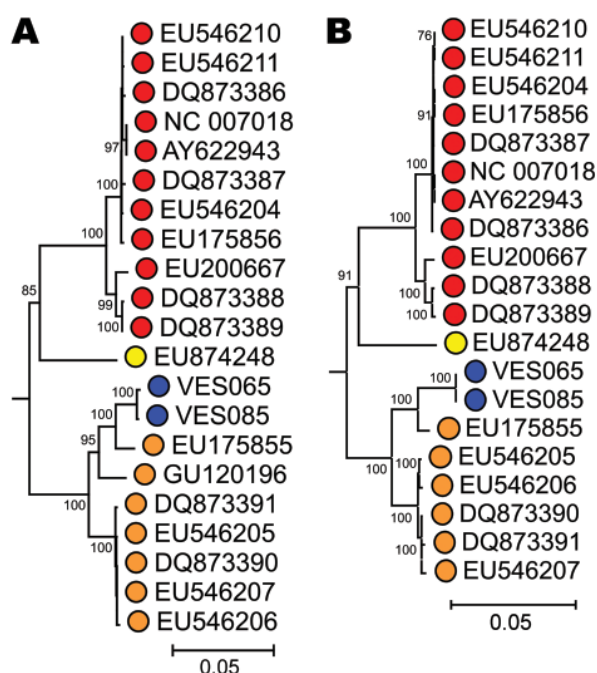 A
EU546210
EU546211
DQ873386
NC 007018
97
AY622943
100
DQ873387
EU546204
EU175856
100
EU200667
99
DQ873388
100
DQ873389
85
EU874248
100
VES065
VES085
100
EU175855
95
GU120196
100
DQ873391
EU546205
100
DQ873390
EU546207
EU546206
0.05
B
76
EU546210
EU546211
EU546204
91
EU175856
DQ873387
100
NC 007018
AY622943
100
DQ873386
EU200667
100
DQ873388
100
DQ873389
91
EU874248
100
VES065
VES085
100
EU175855
100
100
EU546205
EU546206
DQ873390
100
DQ873391
EU546207
0.05